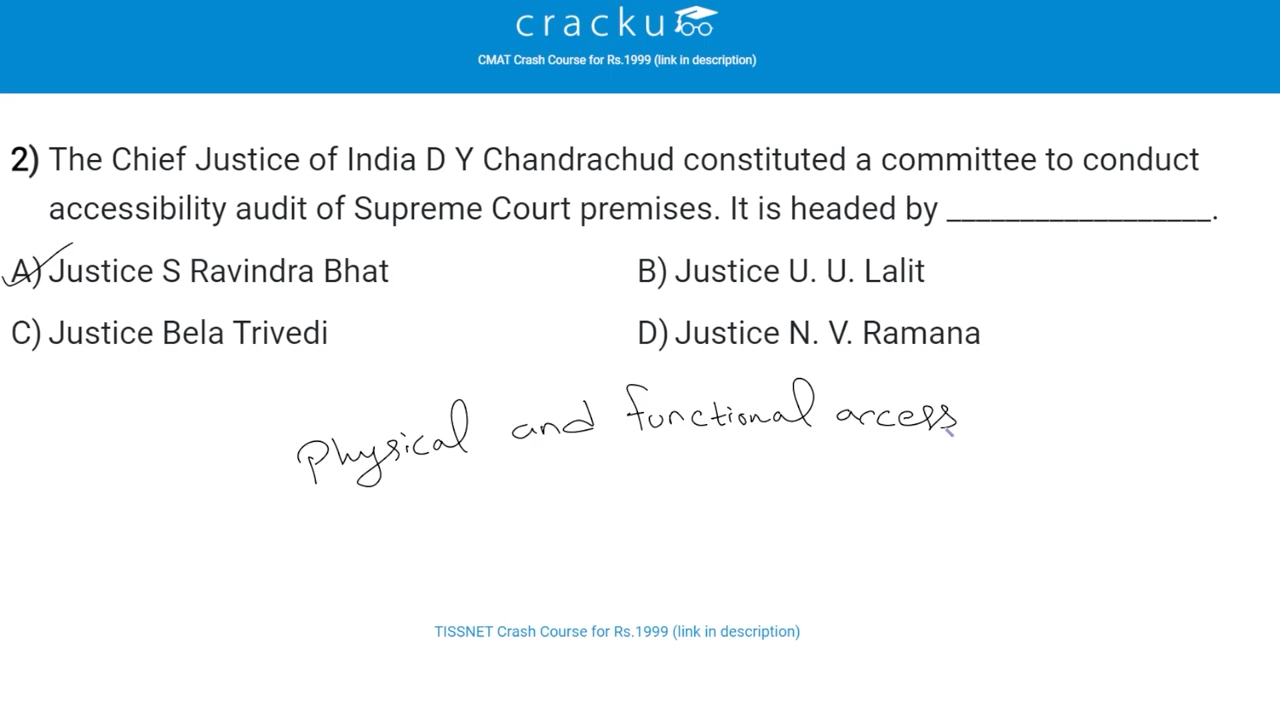 cracku
CMAT Crash Course for Rs.1999 (link in description)
2) The Chief Justice of India D Y Chandrachud constituted a committee to conduct
accessibility audit of Supreme Court premises. It is headed by __________________.
A) Justice S Ravindra Bhat
B) Justice U. U. Lalit
C) Justice Bela Trivedi
D) Justice N. V. Ramana
Physical and functional access
TISSNET Crash Course for Rs.1999 (link in description)